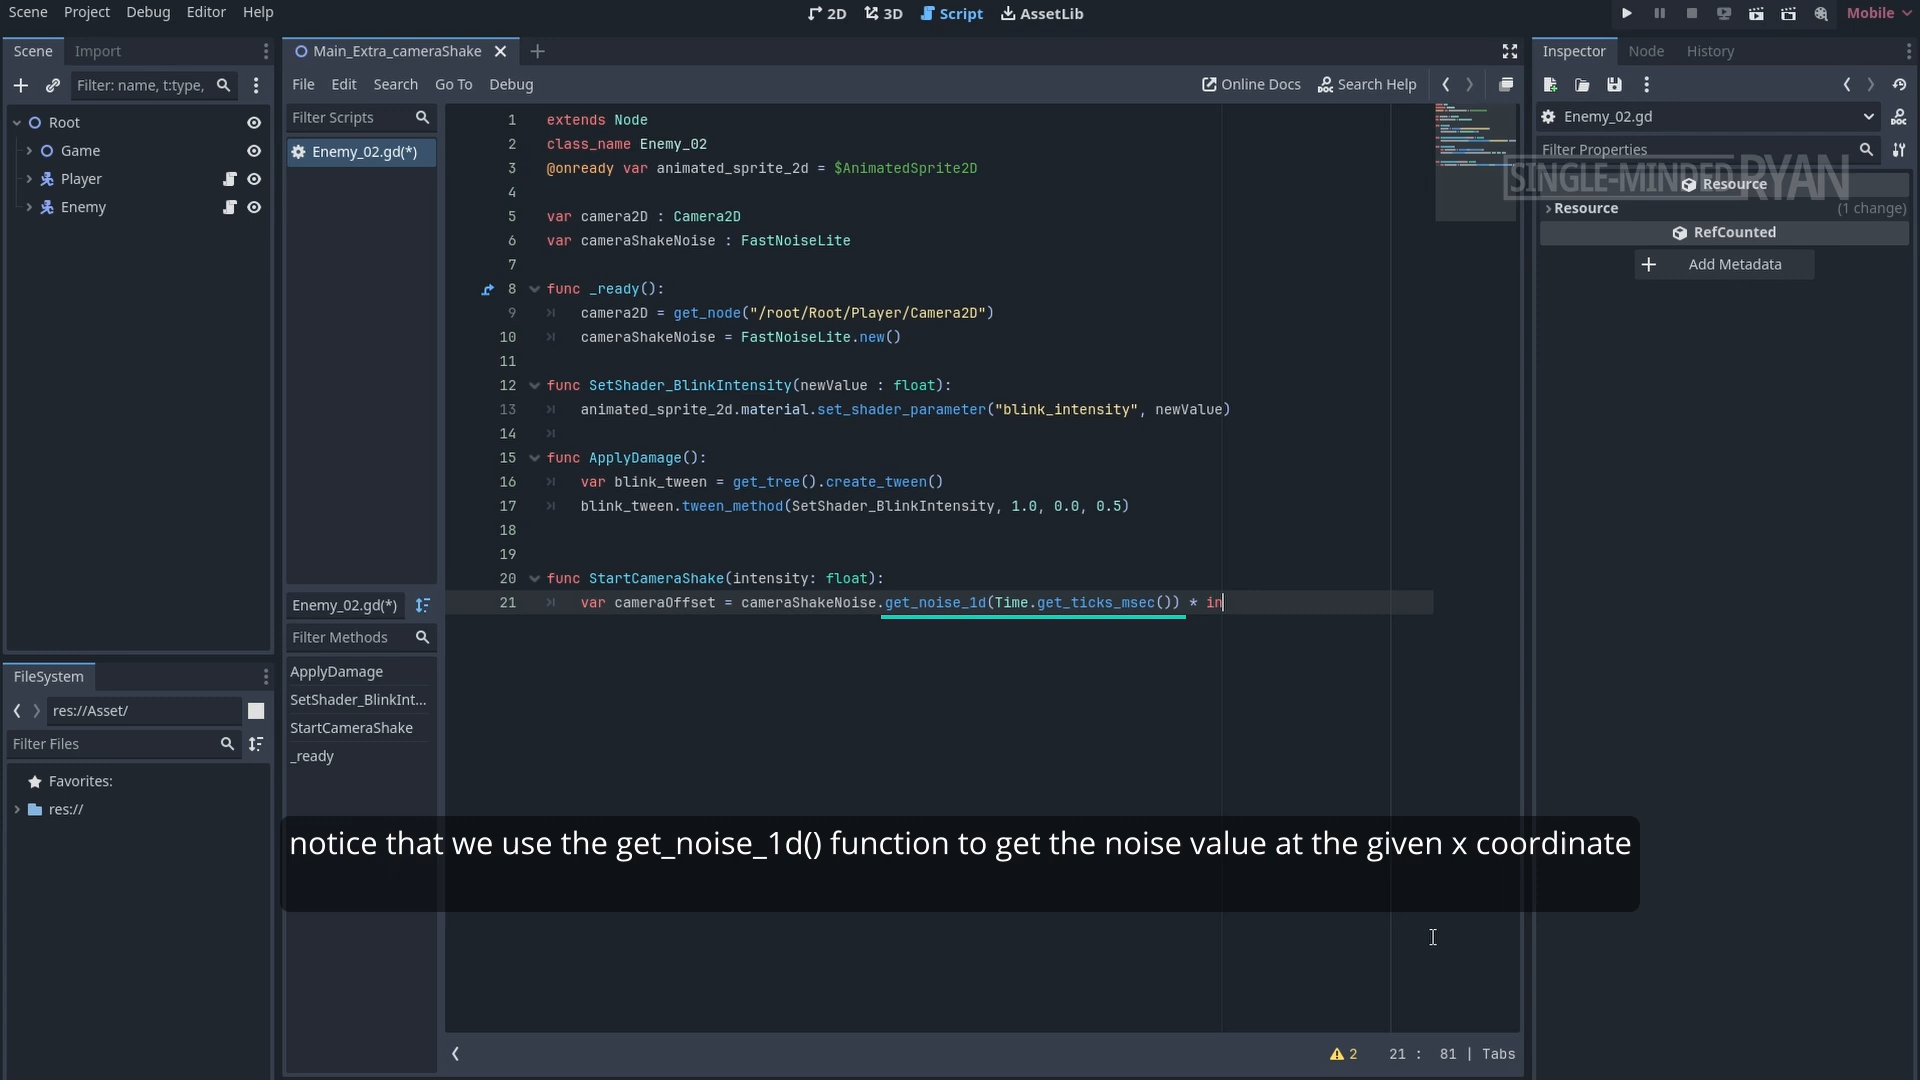 Scene Project Debug Editor Help
2D 3D Script AssetLib
Mobile
Scene Import
Filter: name, t:type,
Root
Game
Player
Enemy
FileSystem
res://Asset/
Filter Files
Favorites:
res://
Main_Extra_cameraShake
File Edit Search Go To Debug
Online Docs Search Help
Filter Scripts
Enemy_02.gd(*)
Enemy_02.gd(*)
Filter Methods
ApplyDamage
SetShader_BlinkInt...
StartCameraShake
_ready
1 extends Node
2 class_name Enemy_02
3 @onready var animated_sprite_2d = $AnimatedSprite2D
4
5 var camera2D : Camera2D
6 var cameraShakeNoise : FastNoiseLite
7
8 func _ready():
9 camera2D = get_node("/root/Root/Player/Camera2D")
10 cameraShakeNoise = FastNoiseLite.new()
11
12 func SetShader_BlinkIntensity(newValue : float):
13 animated_sprite_2d.material.set_shader_parameter("blink_intensity", newValue)
14
15 func ApplyDamage():
16 var blink_tween = get_tree().create_tween()
17 blink_tween.tween_method(SetShader_BlinkIntensity, 1.0, 0.0, 0.5)
18
19
20 func StartCameraShake(intensity: float):
21 var cameraOffset = cameraShakeNoise.get_noise_1d(Time.get_ticks_msec()) * in
notice that we use the get_noise_1d() function to get the noise value at the given x coordinate
2 21 : 81 | Tabs
Inspector Node History
Enemy_02.gd
Filter Properties
SINGLE-MINDED RYAN
Resource
Resource (1 change)
RefCounted
Add Metadata